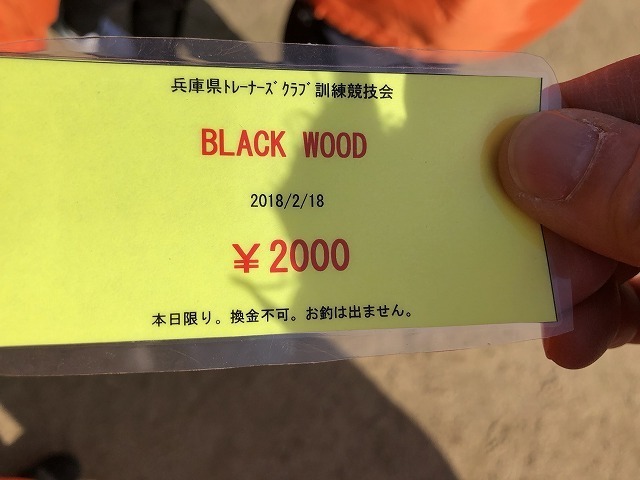 兵庫県ﾄﾚｰﾅｰｽﾞｸﾗﾌﾞ訓練競技会
BLACK WOOD
2018/2/18
￥2000
本日限り。換金不可。お釣は出ません。